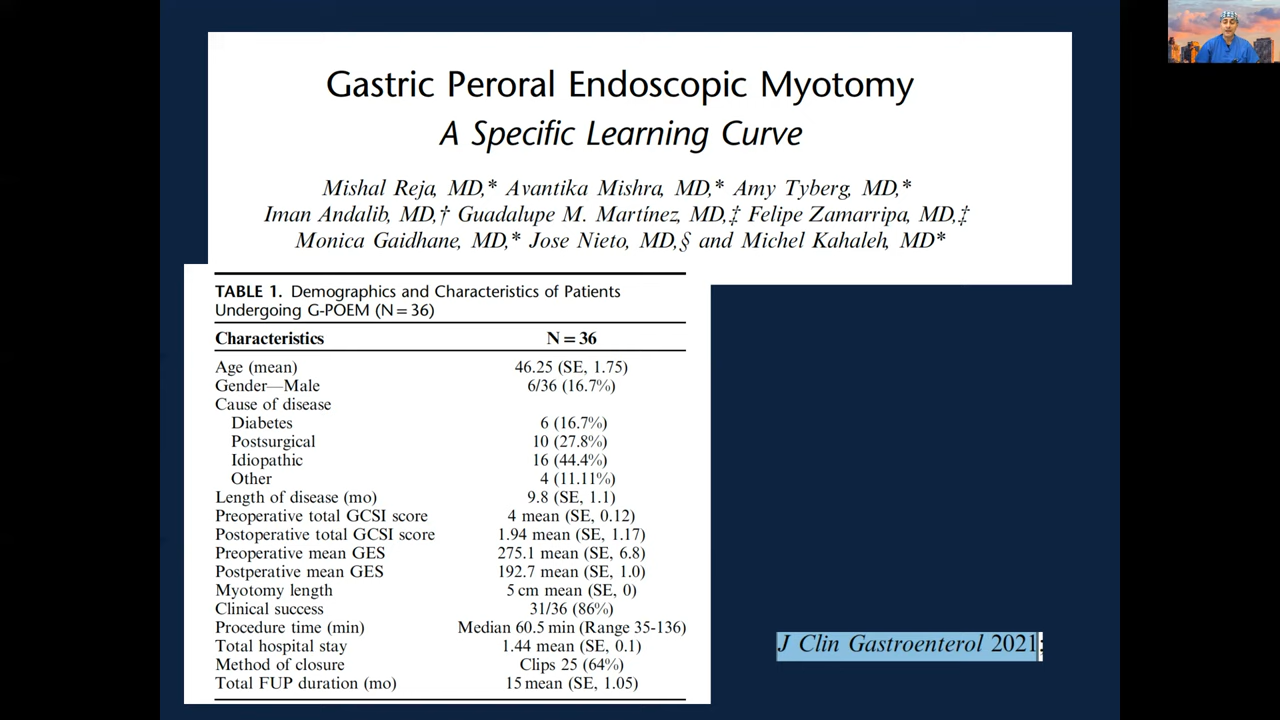 Gastric Peroral Endoscopic Myotomy
A Specific Learning Curve
Mishal Reja, MD,* Avantika Mishra, MD,* Amy Tyberg, MD,*
Iman Andalib, MD,† Guadalupe M. Martínez, MD,‡ Felipe Zamarripa, MD,‡
Monica Gaidhane, MD,* Jose Nieto, MD,§ and Michel Kahaleh, MD*
TABLE 1. Demographics and Characteristics of Patients
Undergoing G-POEM (N = 36)
Characteristics N = 36
Age (mean) 46.25 (SE, 1.75)
Gender—Male 6/36 (16.7%)
Cause of disease
Diabetes 6 (16.7%)
Postsurgical 10 (27.8%)
Idiopathic 16 (44.4%)
Other 4 (11.11%)
Length of disease (mo) 9.8 (SE, 1.1)
Preoperative total GCSI score 4 mean (SE, 0.12)
Postoperative total GCSI score 1.94 mean (SE, 1.17)
Preoperative mean GES 275.1 mean (SE, 6.8)
Postperative mean GES 192.7 mean (SE, 1.0)
Myotomy length 5 cm mean (SE, 0)
Clinical success 31/36 (86%)
Procedure time (min) Median 60.5 min (Range 35-136)
Total hospital stay 1.44 mean (SE, 0.1)
Method of closure Clips 25 (64%)
Total FUP duration (mo) 15 mean (SE, 1.05)
J Clin Gastroenterol 2021;